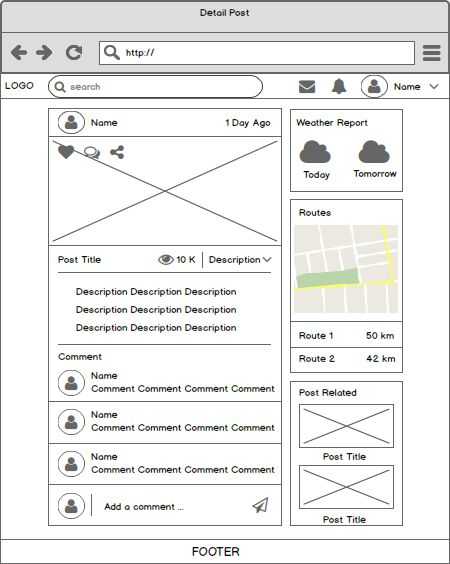 Detail Post
http://
LOGO
search
Name
Name
1 Day Ago
Post Title
10 K
Description
Description Description Description
Description Description Description
Description Description Description
Comment
Name
Comment Comment Comment Comment
Name
Comment Comment Comment Comment
Name
Comment Comment Comment Comment
Add a comment ...
Weather Report
Today
Tomorrow
Routes
Route 1 50 km
Route 2 42 km
Post Related
Post Title
Post Title
FOOTER